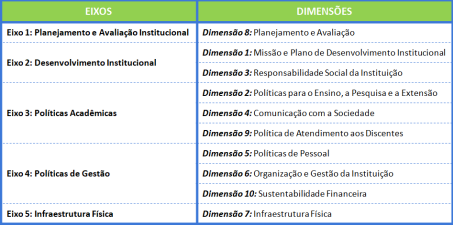 EIXOS
DIMENSÕES
Eixo 1: Planejamento e Avaliação Institucional
Dimensão 8: Planejamento e Avaliação
Eixo 2: Desenvolvimento Institucional
Dimensão 1: Missão e Plano de Desenvolvimento Institucional
Dimensão 3: Responsabilidade Social da Instituição
Eixo 3: Políticas Acadêmicas
Dimensão 2: Políticas para o Ensino, a Pesquisa e a Extensão
Dimensão 4: Comunicação com a Sociedade
Dimensão 9: Política de Atendimento aos Discentes
Eixo 4: Políticas de Gestão
Dimensão 5: Políticas de Pessoal
Dimensão 6: Organização e Gestão da Instituição
Dimensão 10: Sustentabilidade Financeira
Eixo 5: Infraestrutura Física
Dimensão 7: Infraestrutura Física